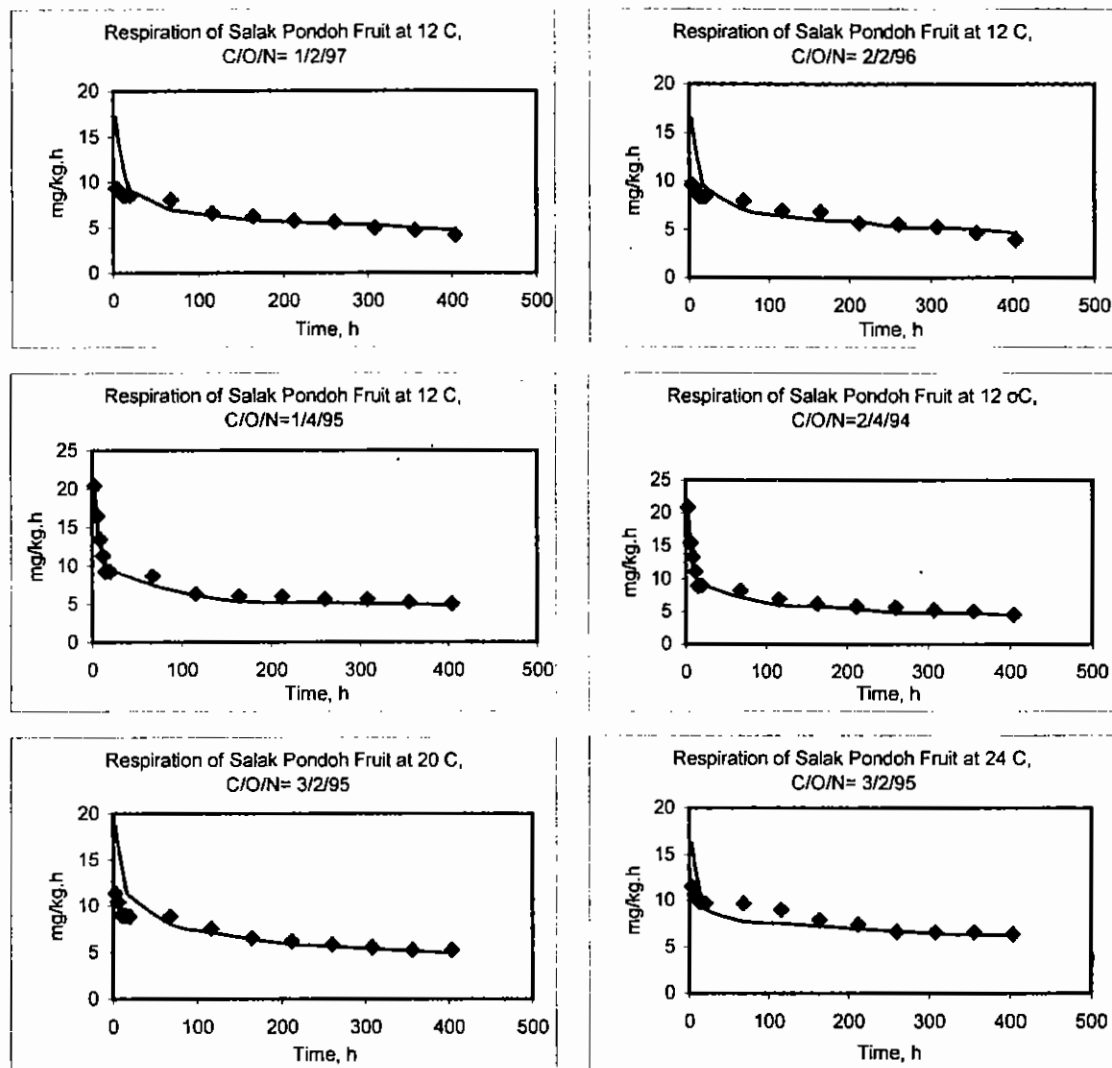 Respiration of Salak Pondoh Fruit at 12 C,
C/O/N= 1/2/97
20
15
10
5
0
mg/kg.h
0 100 200 300 400 500
Time, h
Respiration of Salak Pondoh Fruit at 12 C,
C/O/N= 2/2/96
20
15
10
5
0
mg/kg.h
0 100 200 300 400 500
Time, h
Respiration of Salak Pondoh Fruit at 12 C,
C/O/N=1/4/95
25
20
15
10
5
0
mg/kg.h
0 100 200 300 400 500
Time, h
Respiration of Salak Pondoh Fruit at 12 oC,
C/O/N=2/4/94
25
20
15
10
5
0
mg/kg.h
0 100 200 300 400 500
Time, h
Respiration of Salak Pondoh Fruit at 20 C,
C/O/N= 3/2/95
20
15
10
5
0
mg/kg.h
0 100 200 300 400 500
Time, h
Respiration of Salak Pondoh Fruit at 24 C,
C/O/N= 3/2/95
20
15
10
5
0
mg/kg.h
0 100 200 300 400 500
Time, h